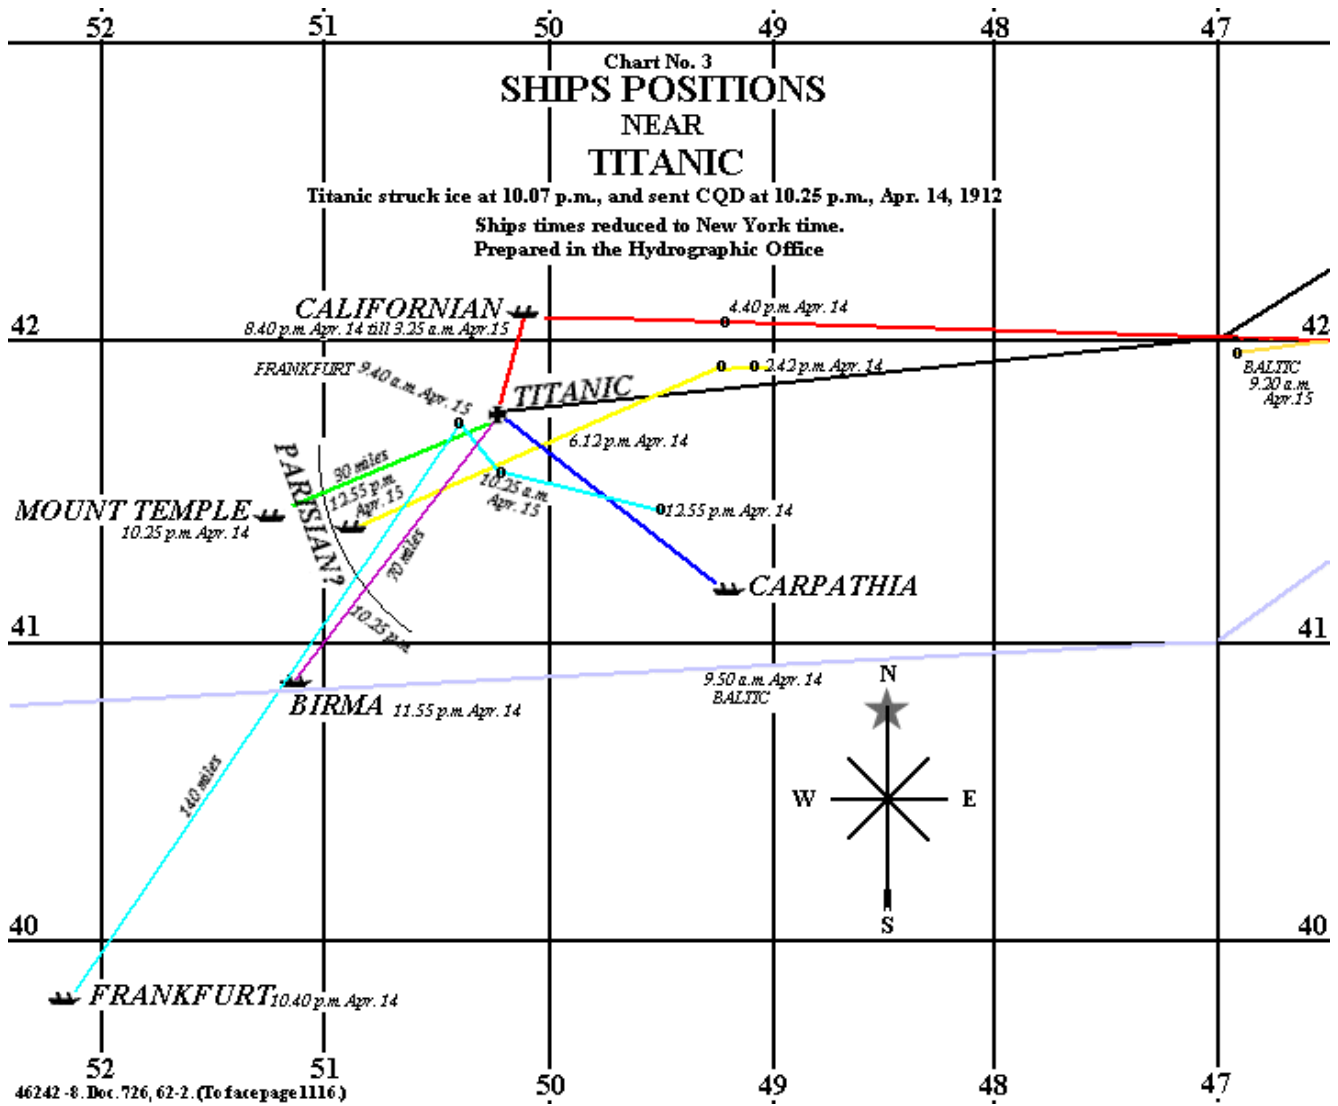 52 51 50 49 48 47
Chart No. 3
SHIPS POSITIONS
NEAR
TITANIC
Titanic struck ice at 10.07 p.m., and sent CQD at 10.25 p.m., Apr. 14, 1912
Ships times reduced to New York time.
Prepared in the Hydrographic Office
CALIFORNIAN
8.40 p.m. Apr. 14 till 3.25 a.m. Apr. 15
4.40 p.m. Apr. 14
42 42
FRANKFURT 9.40 a.m. Apr. 15
TITANIC
2.42 p.m. Apr. 14
BALTIC
9.20 a.m.
Apr.15
6.12 p.m. Apr. 14
PARISIAN?
10.25 p.m.
30 miles
12.55 p.m.
Apr. 15
10.25 a.m.
Apr. 15
MOUNT TEMPLE
10.25 p.m. Apr. 14
12.55 p.m. Apr. 14
70 miles
CARPATHIA
41 41
9.50 a.m. Apr. 14
BALTIC
BIRMA 11.55 p.m. Apr. 14
140 miles
N
W E
S
40 40
FRANKFURT 10.40 p.m. Apr. 14
52 51 50 49 48 47
46242 -8. Doc. 726, 62-2. (To face page 1116.)